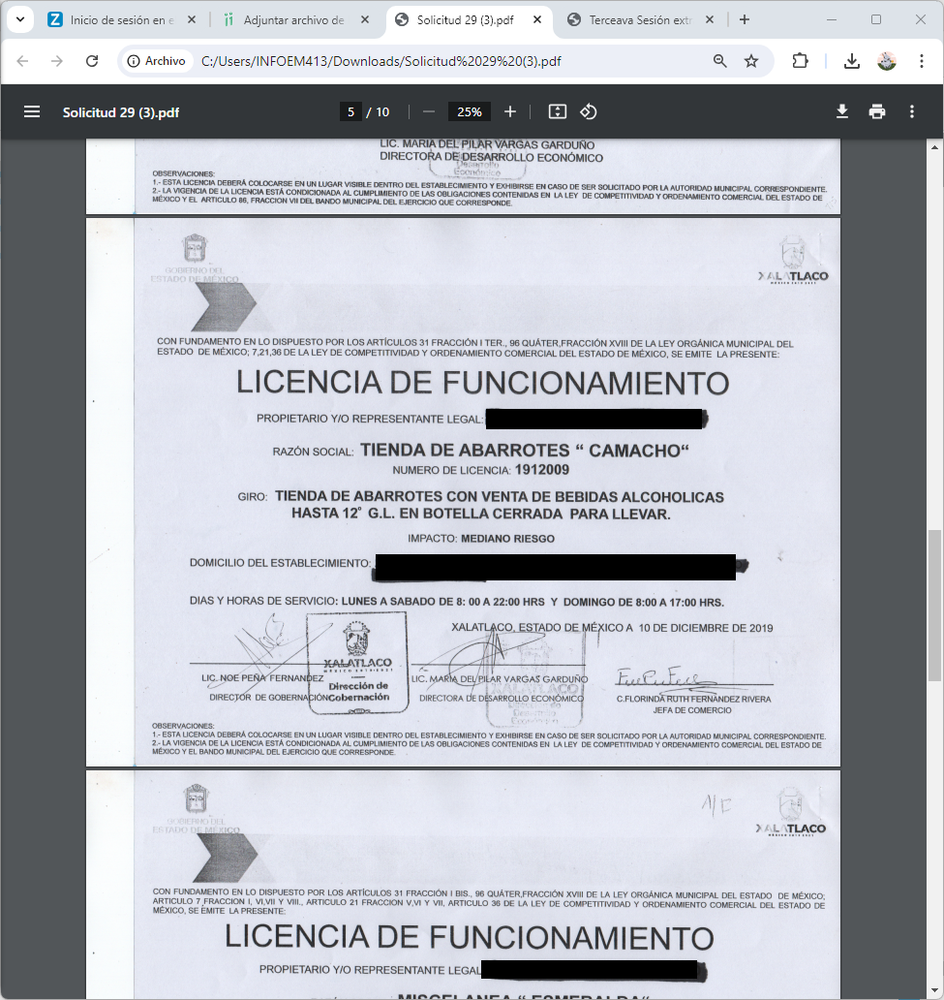 Inicio de sesión en e
Adjuntar archivo de
Solicitud 29 (3).pdf
Terceava Sesión extr
Archivo
C:/Users/INFOEM413/Downloads/Solicitud%2029%20(3).pdf
Solicitud 29 (3).pdf
5 / 10
25%
LIC. MARIA DEL PILAR VARGAS GARDUÑO
DIRECTORA DE DESARROLLO ECONÓMICO
Desarrollo
Económico
OBSERVACIONES:
1.- ESTA LICENCIA DEBERÁ COLOCARSE EN UN LUGAR VISIBLE DENTRO DEL ESTABLECIMIENTO Y EXHIBIRSE EN CASO DE SER SOLICITADO POR LA AUTORIDAD MUNICIPAL CORRESPONDIENTE.
2.- LA VIGENCIA DE LA LICENCIA ESTÁ CONDICIONADA AL CUMPLIMIENTO DE LAS OBLIGACIONES CONTENIDAS EN LA LEY DE COMPETITIVIDAD Y ORDENAMIENTO COMERCIAL DEL ESTADO DE
MÉXICO Y EL ARTICULO 86, FRACCION VII DEL BANDO MUNICIPAL DEL EJERCICIO QUE CORRESPONDE.
GOBIERNO DEL
ESTADO DE MÉXICO
XALATLACO
CON FUNDAMENTO EN LO DISPUESTO POR LOS ARTÍCULOS 31 FRACCIÓN I TER., 96 QUÁTER,FRACCIÓN XVIII DE LA LEY ORGÁNICA MUNICIPAL DEL
ESTADO DE MÉXICO; 7,21,36 DE LA LEY DE COMPETITIVIDAD Y ORDENAMIENTO COMERCIAL DEL ESTADO DE MÉXICO, SE EMITE LA PRESENTE:
LICENCIA DE FUNCIONAMIENTO
PROPIETARIO Y/O REPRESENTANTE LEGAL:
RAZÓN SOCIAL: TIENDA DE ABARROTES “ CAMACHO“
NUMERO DE LICENCIA: 1912009
GIRO: TIENDA DE ABARROTES CON VENTA DE BEBIDAS ALCOHOLICAS
HASTA 12° G.L. EN BOTELLA CERRADA PARA LLEVAR.
IMPACTO: MEDIANO RIESGO
DOMICILIO DEL ESTABLECIMIENTO:
DIAS Y HORAS DE SERVICIO: LUNES A SABADO DE 8: 00 A 22:00 HRS Y DOMINGO DE 8:00 A 17:00 HRS.
XALATLACO, ESTADO DE MÉXICO A 10 DE DICIEMBRE DE 2019
XALATLACO
Dirección de
Gobernación
LIC. NOE PEÑA FERNANDEZ
DIRECTOR DE GOBERNACIÓN
LIC. MARIA DEL PILAR VARGAS GARDUÑO
DIRECTORA DE DESARROLLO ECONÓMICO
XALATLACO
Desarrollo
Económico
C.FLORINDA RUTH FERNÁNDEZ RIVERA
JEFA DE COMERCIO
OBSERVACIONES:
1.- ESTA LICENCIA DEBERÁ COLOCARSE EN UN LUGAR VISIBLE DENTRO DEL ESTABLECIMIENTO Y EXHIBIRSE EN CASO DE SER SOLICITADO POR LA AUTORIDAD MUNICIPAL CORRESPONDIENTE.
2.- LA VIGENCIA DE LA LICENCIA ESTÁ CONDICIONADA AL CUMPLIMIENTO DE LAS OBLIGACIONES CONTENIDAS EN LA LEY DE COMPETITIVIDAD Y ORDENAMIENTO COMERCIAL DEL ESTADO DE
MÉXICO Y EL BANDO MUNICIPAL DEL EJERCICIO QUE CORRESPONDE.
GOBIERNO DEL
ESTADO DE MÉXICO
XALATLACO
CON FUNDAMENTO EN LO DISPUESTO POR LOS ARTÍCULOS 31 FRACCIÓN I BIS., 96 QUÁTER,FRACCIÓN XVIII DE LA LEY ORGÁNICA MUNICIPAL DEL ESTADO DE MÉXICO;
ARTICULO 7 FRACCION I, VI,VII Y VIII., ARTICULO 21 FRACCION V,VI Y VII, ARTICULO 36 DE LA LEY DE COMPETITIVIDAD Y ORDENAMIENTO COMERCIAL DEL ESTADO DE
MÉXICO, SE EMITE LA PRESENTE:
LICENCIA DE FUNCIONAMIENTO
PROPIETARIO Y/O REPRESENTANTE LEGAL
MISCELANEA “ ESMERALDA“